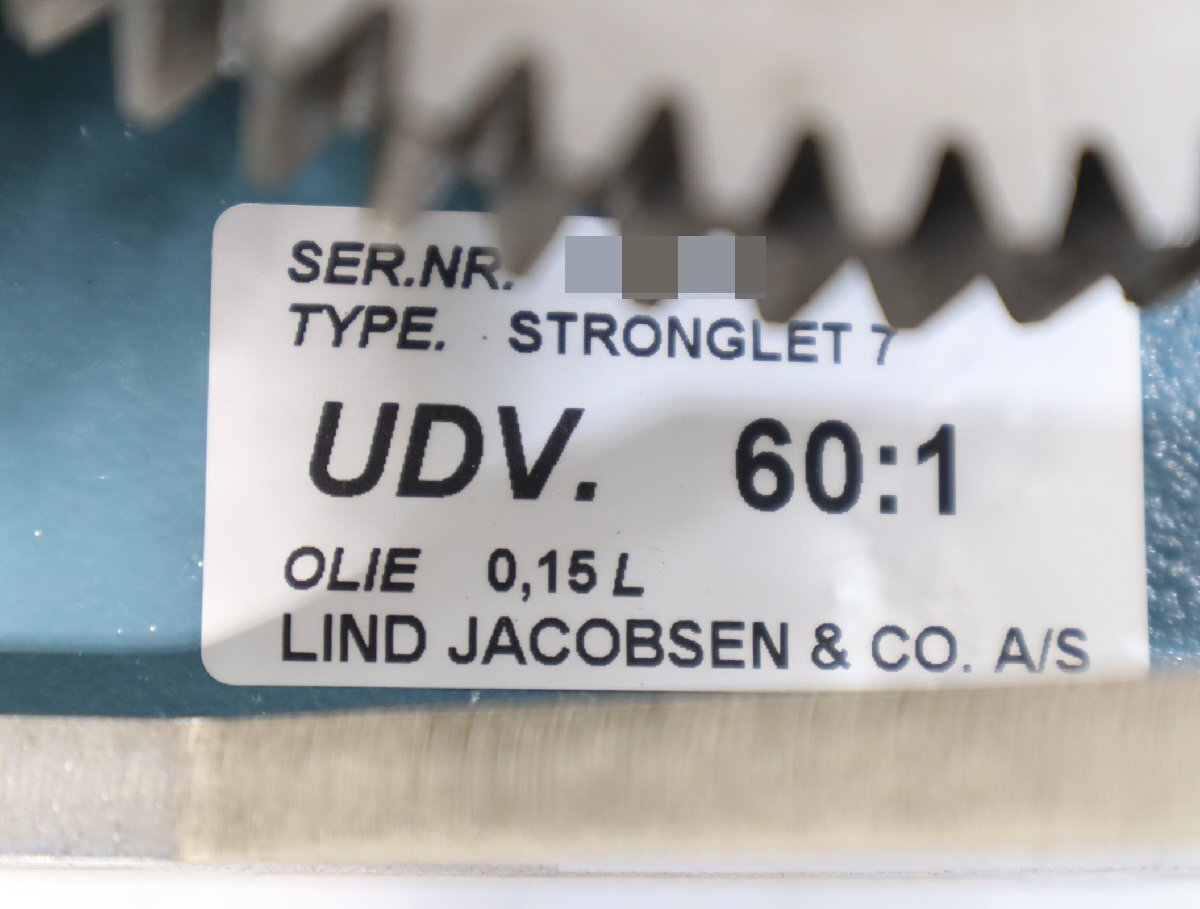 SER.NR.
TYPE. STRONGLET 7
UDV. 60:1
OLIE 0,15 L
LIND JACOBSEN & CO. A/S